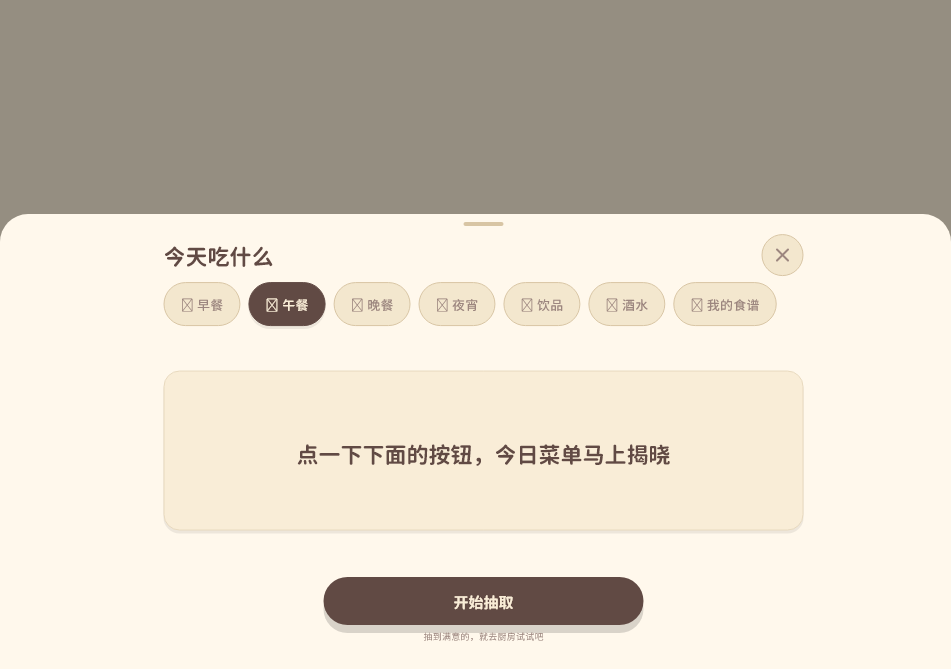 今天吃什么
早餐 午餐 晚餐 夜宵 饮品 酒水 我的食谱
点一下下面的按钮，今日菜单马上揭晓
开始抽取
抽到满意的，就去厨房试试吧